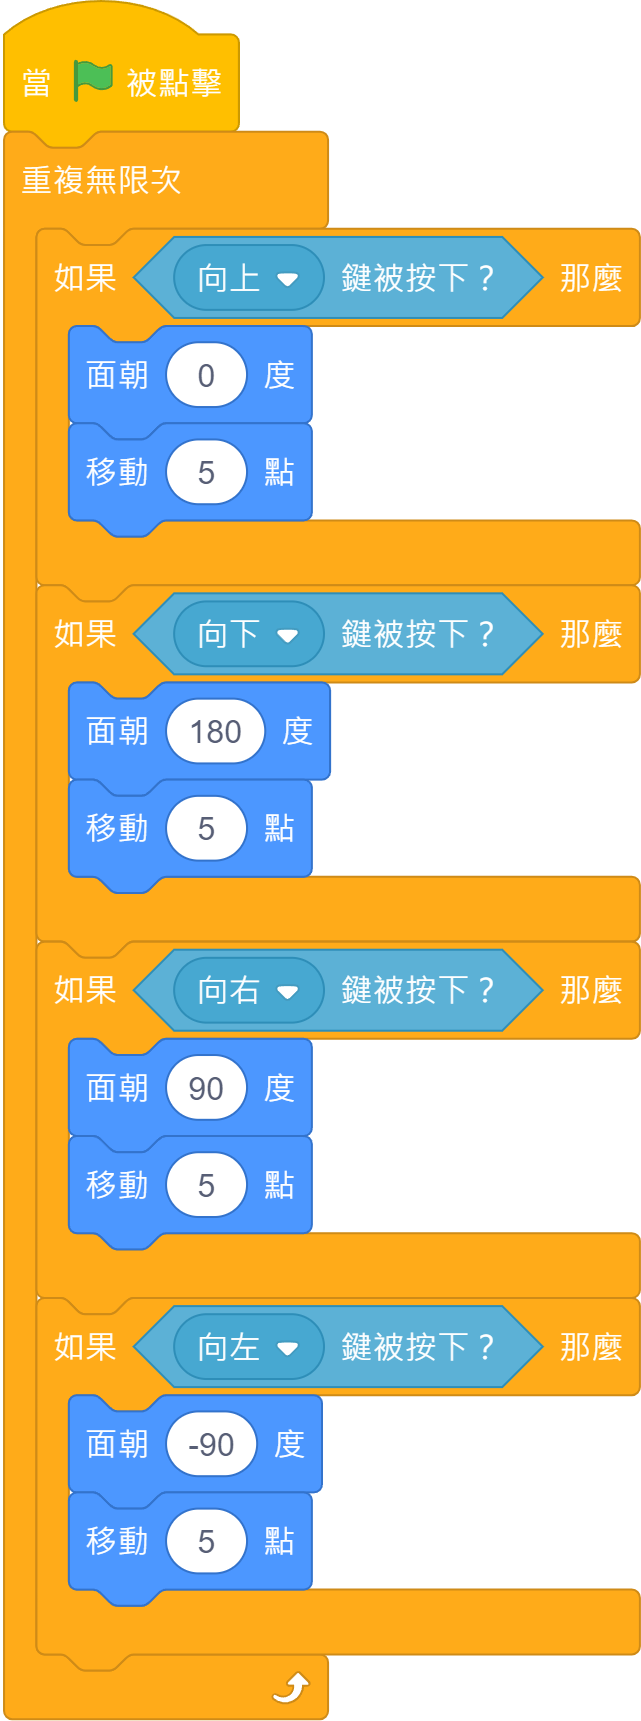 當 被點擊
重複無限次
如果 向上 鍵被按下？ 那麼
面朝 0 度
移動 5 點
如果 向下 鍵被按下？ 那麼
面朝 180 度
移動 5 點
如果 向右 鍵被按下？ 那麼
面朝 90 度
移動 5 點
如果 向左 鍵被按下？ 那麼
面朝 -90 度
移動 5 點